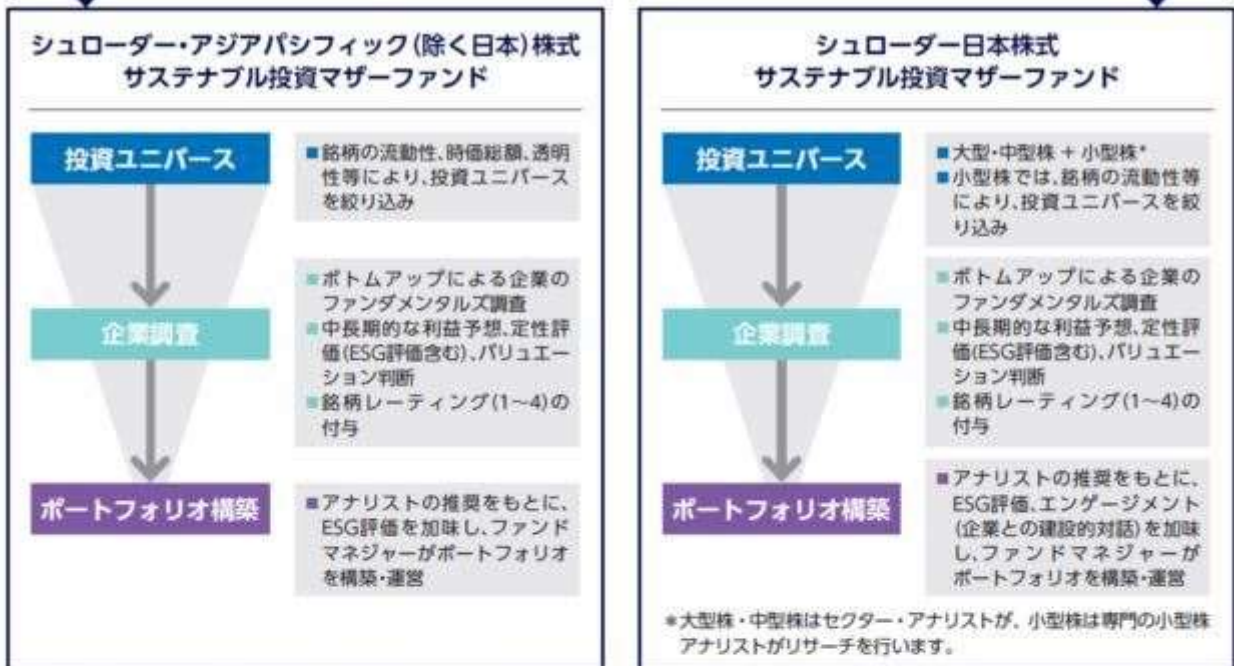 シュローダー・アジアパシフィック(除く日本)株式
サステナブル投資マザーファンド
投資ユニバース
■銘柄の流動性、時価総額、透明
性等により、投資ユニバース
を絞り込み
企業調査
■ボトムアップによる企業の
ファンダメンタルズ調査
■中長期的な利益予想、定性評
価(ESG評価含む)、バリュエー
ション判断
■銘柄レーティング(1~4)の
付与
ポートフォリオ構築
■アナリストの推奨をもとに、
ESG評価を加味し、ファンド
マネジャーがポートフォリオ
を構築・運営
シュローダー日本株式
サステナブル投資マザーファンド
投資ユニバース
■大型・中型株 + 小型株*
■小型株では、銘柄の流動性等
により、投資ユニバースを絞
り込み
企業調査
■ボトムアップによる企業の
ファンダメンタルズ調査
■中長期的な利益予想、定性評
価(ESG評価含む)、バリュエー
ション判断
■銘柄レーティング(1~4)の
付与
ポートフォリオ構築
■アナリストの推奨をもとに、
ESG評価、エンゲージメント
(企業との建設的対話)を加味
し、ファンドマネジャーが
ポートフォリオを構築・運営
*大型株・中型株はセクター・アナリストが、小型株は専門の小型株
アナリストがリサーチを行います。